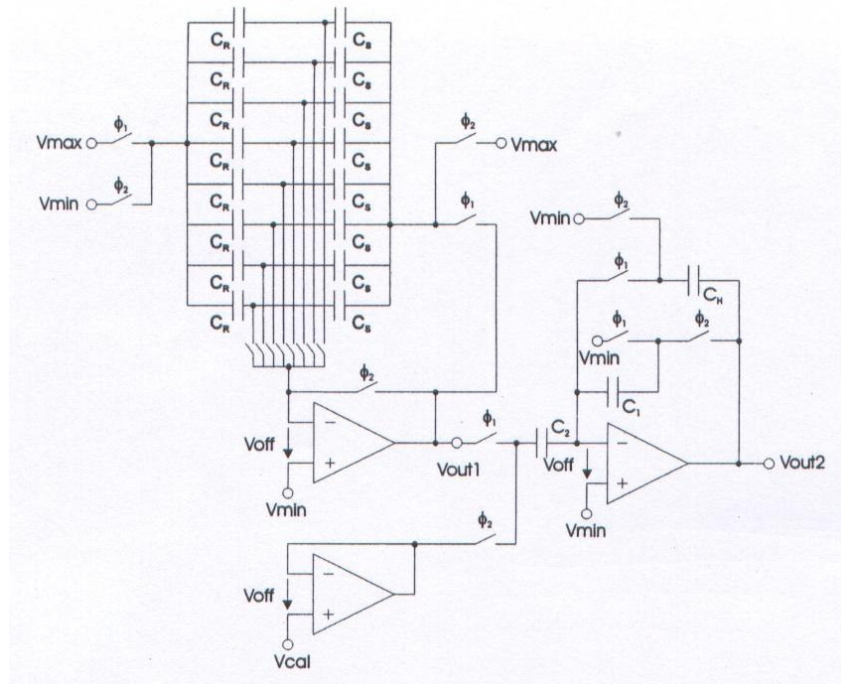 C_R C_S
C_R C_S
C_R C_S
ϕ₁ ϕ₂
Vmax C_R C_S Vmax
ϕ₂ ϕ₁ ϕ₂
Vmin C_R C_S Vmin
C_R C_S ϕ₁
C_R C_S C_H
ϕ₁ ϕ₂
C_R C_S Vmin
ϕ₂
C₁
− ϕ₁ C₂ −
Voff Vout1 Voff Vout2
+ +
Vmin Vmin
ϕ₂
−
Voff
+
Vcal